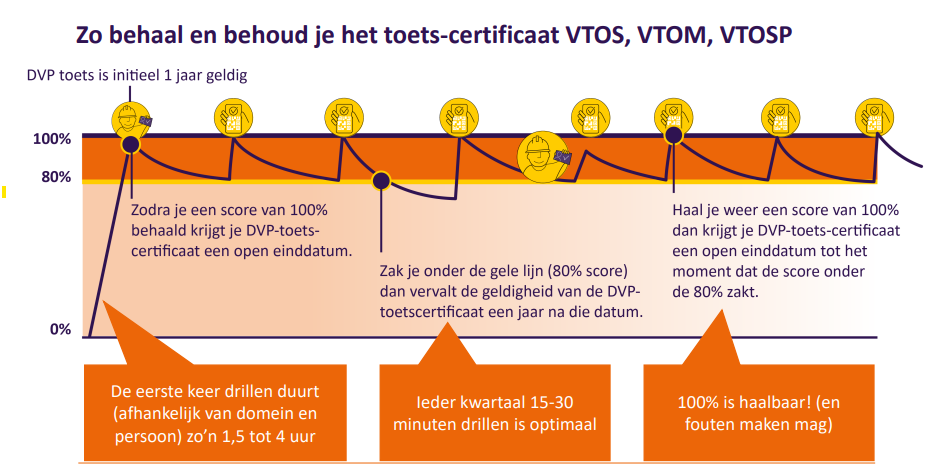 Zo behaal en behoud je het toets-certificaat VTOS, VTOM, VTOSP
DVP toets is initieel 1 jaar geldig
100%
80%
0%
Zodra je een score van 100%
behaald krijgt je DVP-toets-
certificaat een open einddatum.
Zak je onder de gele lijn (80% score)
dan vervalt de geldigheid van de DVP-
toetscertificaat een jaar na die datum.
Haal je weer een score van 100%
dan krijgt je DVP-toets-certificaat
een open einddatum tot het
moment dat de score onder
de 80% zakt.
De eerste keer drillen duurt
(afhankelijk van domein en
persoon) zo’n 1,5 tot 4 uur
Ieder kwartaal 15-30
minuten drillen is optimaal
100% is haalbaar! (en
fouten maken mag)